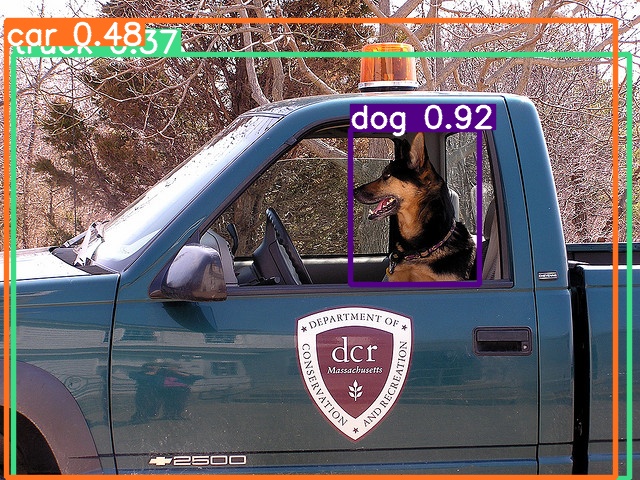 car 0.48
truck 0.37
dog 0.92
DEPARTMENT OF
dcr
Massachusetts
CONSERVATION
AND RECREATION
2500